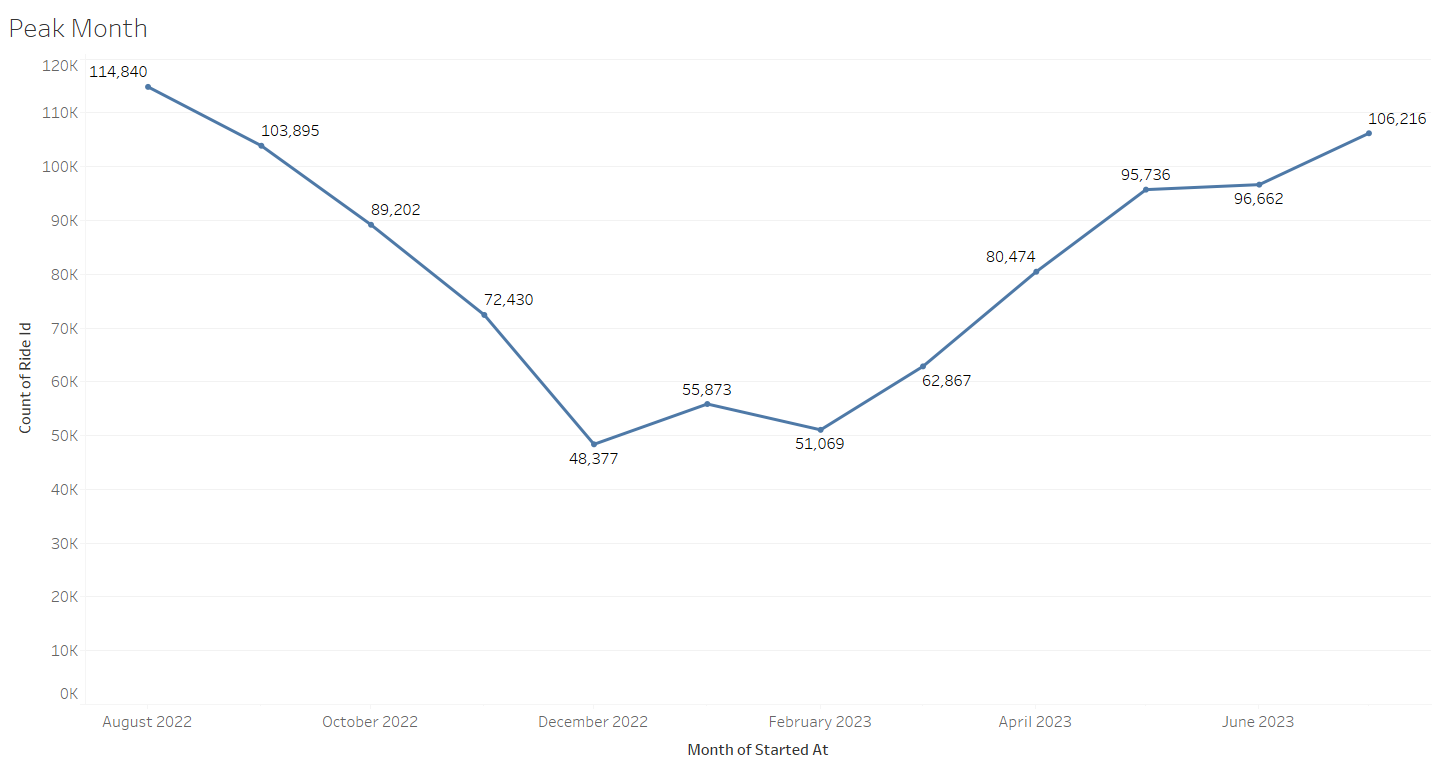 Peak Month
120K
110K
100K
90K
80K
70K
60K
50K
40K
30K
20K
10K
0K
Count of Ride Id
114,840
103,895
89,202
72,430
48,377
55,873
51,069
62,867
80,474
95,736
96,662
106,216
August 2022
October 2022
December 2022
February 2023
April 2023
June 2023
Month of Started At